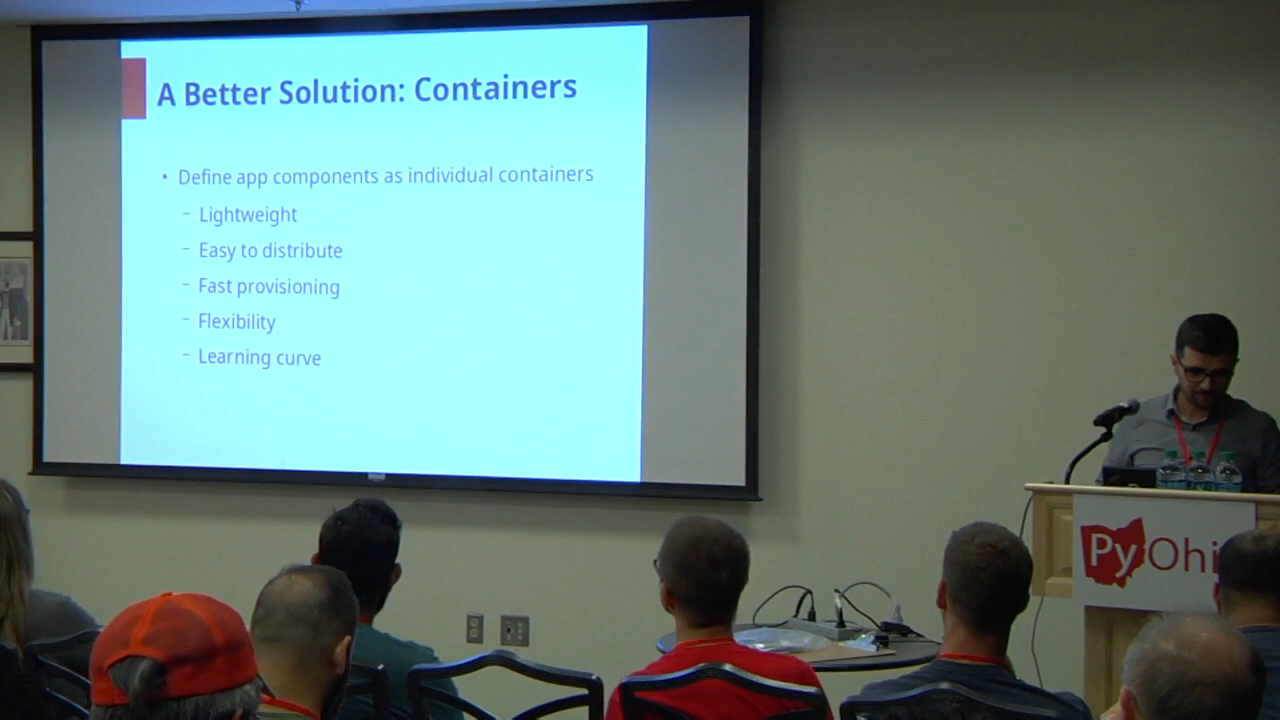 A Better Solution: Containers
• Define app components as individual containers
– Lightweight
– Easy to distribute
– Fast provisioning
– Flexibility
– Learning curve
PyOhi